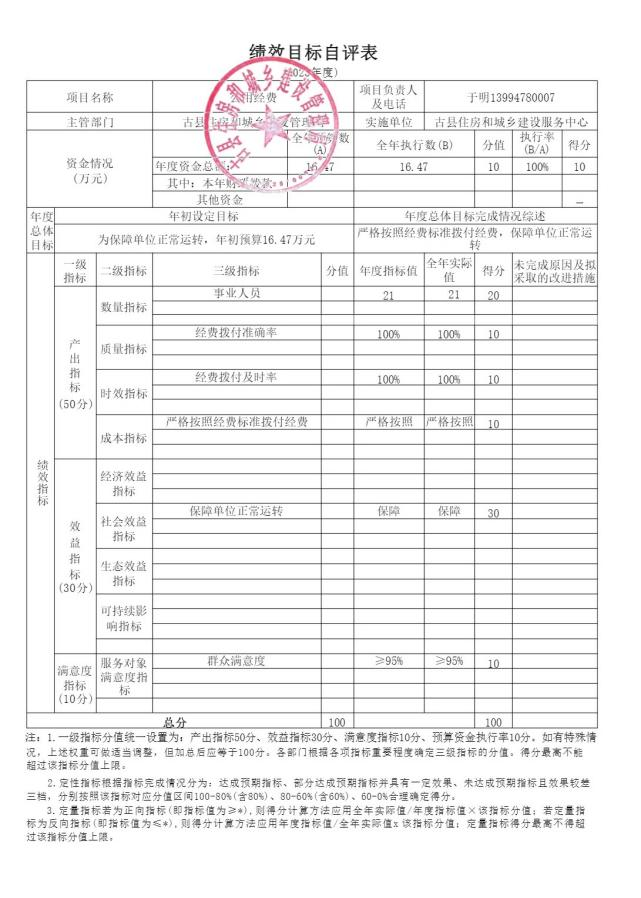 绩效目标自评表
(2023年度)
项目名称 公用经费 项目负责人及电话 于明13994780007
主管部门 古县住房和城乡建设管理局 实施单位 古县住房和城乡建设服务中心
资金情况(万元) 全年预算数(A) 全年执行数(B) 分值 执行率(B/A) 得分
年度资金总额: 16.47 16.47 10 100% 10
其中:本年财政拨款
其他资金 —
年度总体目标 年初设定目标 年度总体目标完成情况综述
为保障单位正常运转,年初预算16.47万元 严格按照经费标准拨付经费,保障单位正常运转
绩效指标 一级指标 二级指标 三级指标 分值 年度指标值 全年实际值 得分 未完成原因及拟采取的改进措施
产出指标(50分) 数量指标 事业人员 21 21 20
质量指标 经费拨付准确率 100% 100% 10
时效指标 经费拨付及时率 100% 100% 10
成本指标 严格按照经费标准拨付经费 严格按照 严格按照 10
效益指标(30分) 经济效益指标
社会效益指标 保障单位正常运转 保障 保障 30
生态效益指标
可持续影响指标
满意度指标(10分) 服务对象满意度指标 群众满意度 ≥95% ≥95% 10
总分 100 100
注:1.一级指标分值统一设置为:产出指标50分、效益指标30分、满意度指标10分、预算资金执行率10分。如有特殊情
况,上述权重可做适当调整,但加总后应等于100分。各部门根据各项指标重要程度确定三级指标的分值。得分最高不能
超过该指标分值上限。
2.定性指标根据指标完成情况分为:达成预期指标、部分达成预期指标并具有一定效果、未达成预期指标且效果较差
三档,分别按照该指标对应分值区间100-80%(含80%)、80-60%(含60%)、60-0%合理确定得分。
3.定量指标若为正向指标(即指标值为≥*),则得分计算方法应用全年实际值/年度指标值×该指标分值;若定量指
标为反向指标(即指标值为≤*),则得分计算方法应用年度指标值/全年实际值x该指标分值;定量指标得分最高不得超
过该指标分值上限。